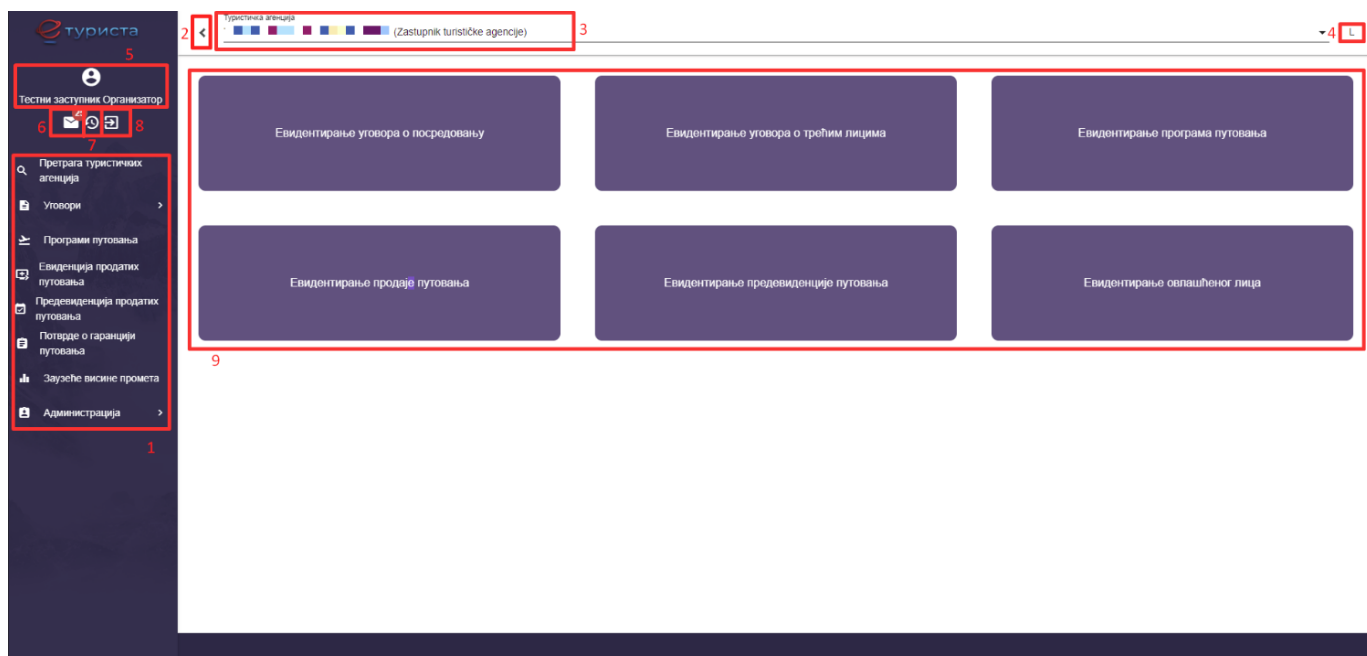 туриста
5
Тестни заступник Организатор
6
8
7
Претрага туристичких
агенција
Уговори
Програми путовања
Евиденција продатих
путовања
Предевиденција продатих
путовања
Потврде о гаранцији
путовања
Заузеће висине промета
Администрација
1
2
Туристичка агенција
(Zastupnik turističke agencije)
3
4
L
Евидентирање уговора о посредовању
Евидентирање уговора о трећим лицима
Евидентирање програма путовања
Евидентирање продаје путовања
Евидентирање предевиденције путовања
Евидентирање овлашћеног лица
9